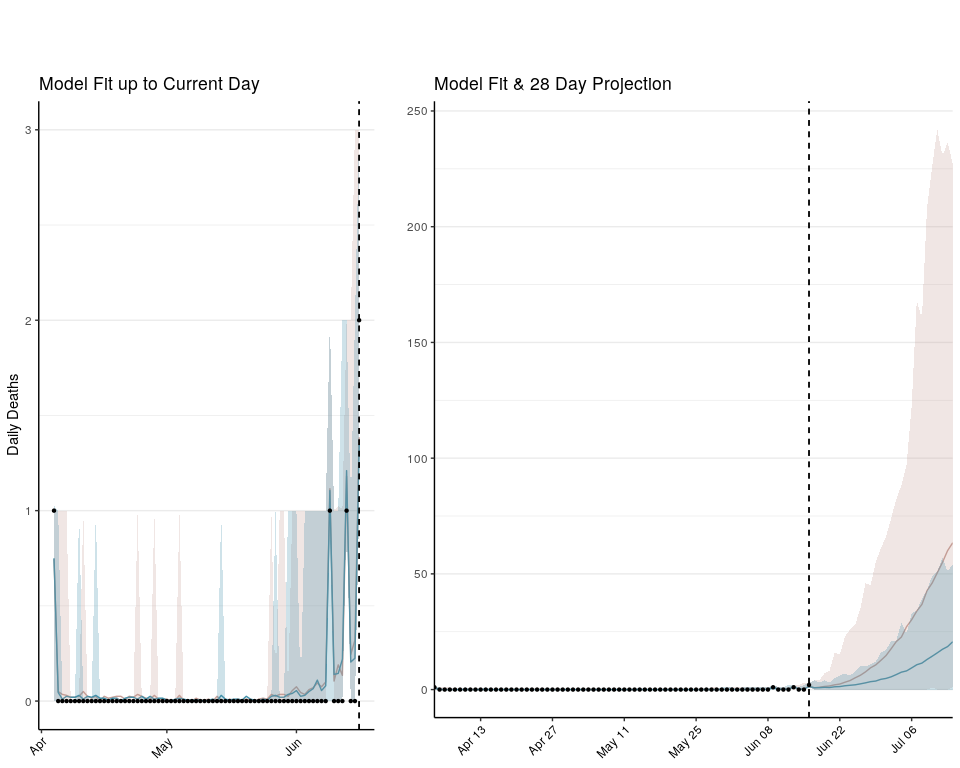 Model Fit up to Current Day
Daily Deaths
3
2
1
0
Apr
May
Jun
Model Fit & 28 Day Projection
250
200
150
100
50
0
Apr 13
Apr 27
May 11
May 25
Jun 08
Jun 22
Jul 06